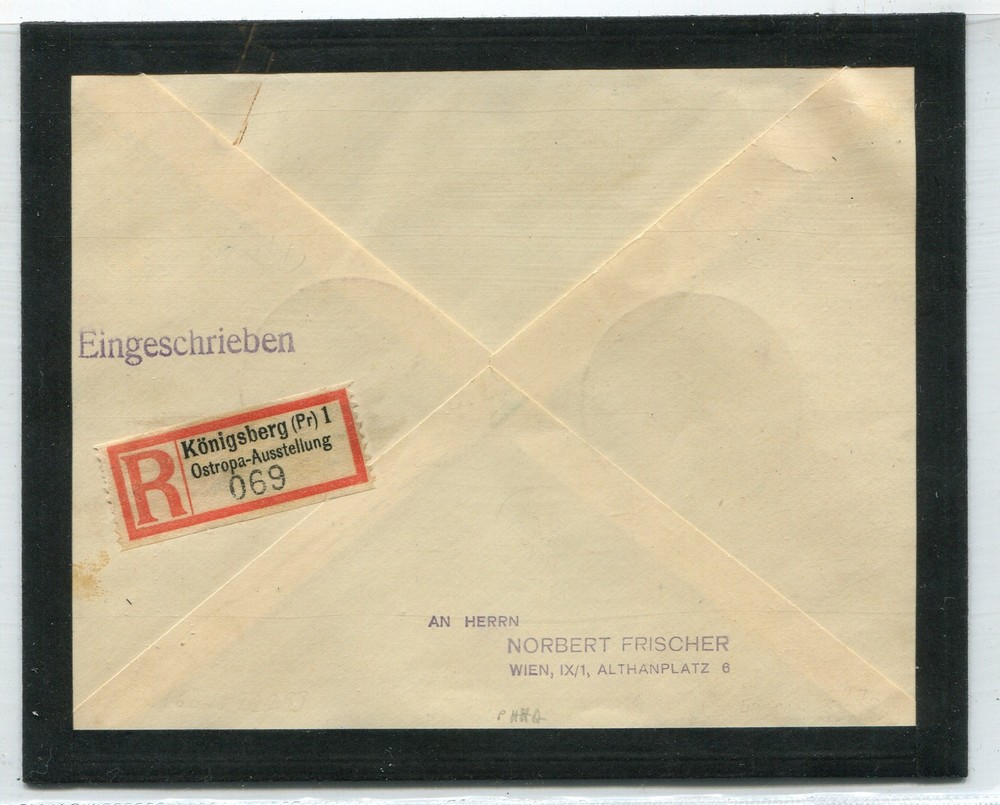 Eingeschrieben
R
Königsberg (Pr) 1
Ostropa-Ausstellung
069
AN HERRN
NORBERT FRISCHER
WIEN, IX/1, ALTHANPLATZ 6